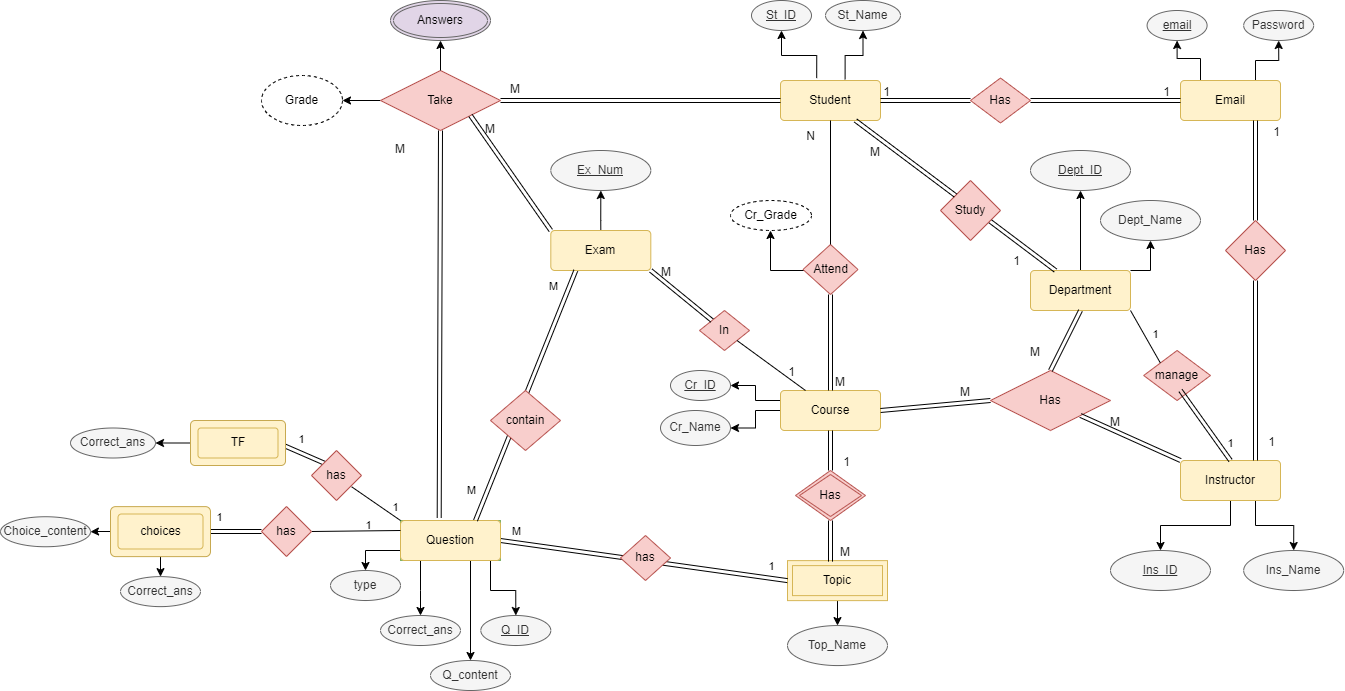 Answers
St_ID
St_Name
email
Password
Grade
Take
M
Student
1
Has
1
Email
M
M
N
M
1
Ex_Num
Dept_ID
Cr_Grade
Study
Dept_Name
Exam
Attend
1
Has
M
M
Department
In
1
M
1
manage
Cr_ID
M
M
Has
Course
Cr_Name
contain
M
1
1
TF
Correct_ans
1
has
1
Has
Instructor
M
1
choices
Choice_content
1
has
1
Question
M
has
M
1
Topic
type
Correct_ans
Ins_ID
Ins_Name
Correct_ans
Q_ID
Top_Name
Q_content